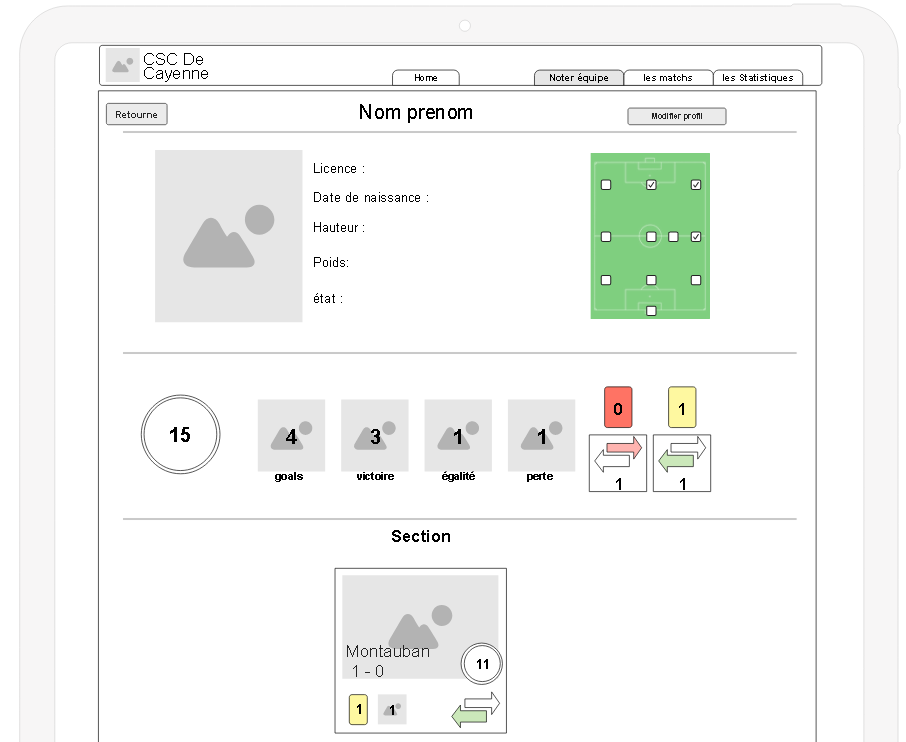 CSC De
Cayenne
Home
Noter équipe
les matchs
les Statistiques
Retourne
Nom prenom
Modifier profil
Licence :
Date de naissance :
Hauteur :
Poids:
état :
15
4
3
1
1
0
1
goals
victoire
égalité
perte
1
1
Section
Montauban
1 - 0
11
1
1